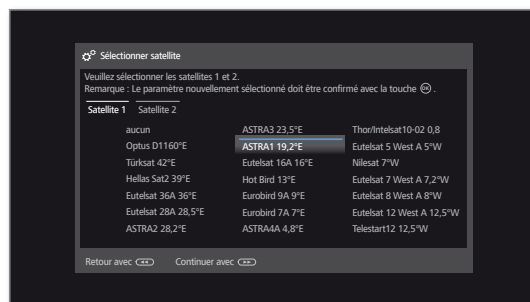 Sélectionner satellite
Veuillez sélectionner les satellites 1 et 2.
Remarque : Le paramètre nouvellement sélectionné doit être confirmé avec la touche OK .
Satellite 1 Satellite 2
aucun ASTRA3 23,5°E Thor/Intelsat10-02 0,8
Optus D1160°E ASTRA1 19,2°E Eutelsat 5 West A 5°W
Türksat 42°E Eutelsat 16A 16°E Nilesat 7°W
Hellas Sat2 39°E Hot Bird 13°E Eutelsat 7 West A 7,2°W
Eutelsat 36A 36°E Eurobird 9A 9°E Eutelsat 8 West A 8°W
Eutelsat 28A 28,5°E Eurobird 7A 7°E Eutelsat 12 West A 12,5°W
ASTRA2 28,2°E ASTRA4A 4,8°E Telestart12 12,5°W
Retour avec Continuer avec